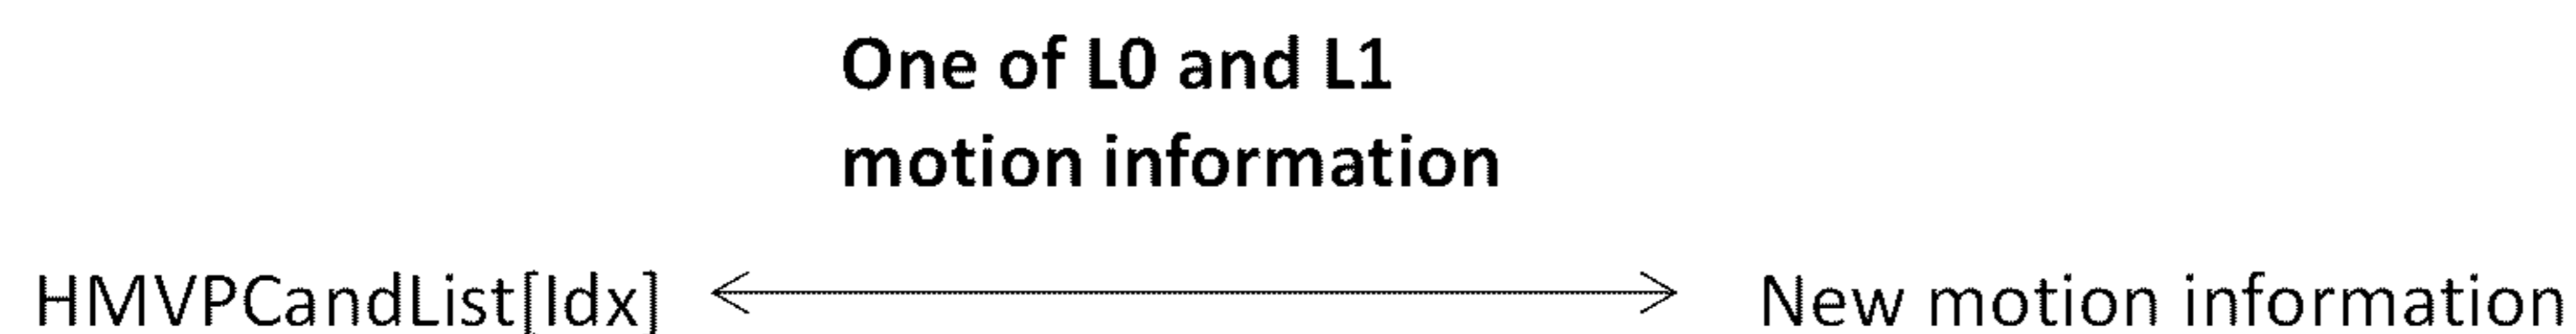 One of L0 and L1
motion information
HMVPCandList[Idx]
New motion information